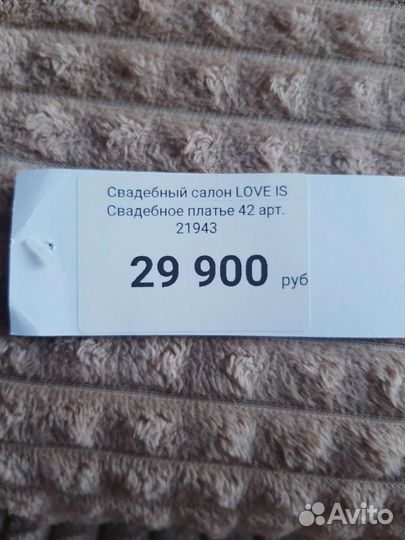 Свадебный салон LOVE IS
Свадебное платье 42 арт.
21943
29 900 руб
Avito